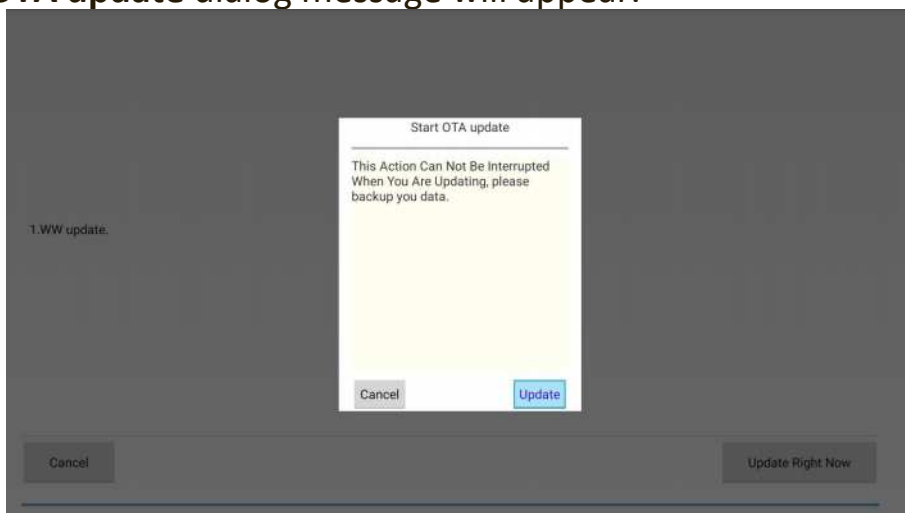 OTA update dialog message will appear.
Start OTA update
This Action Can Not Be Interrupted
When You Are Updating, please
backup you data.
1.WW update.
Cancel
Update
Cancel
Update Right Now